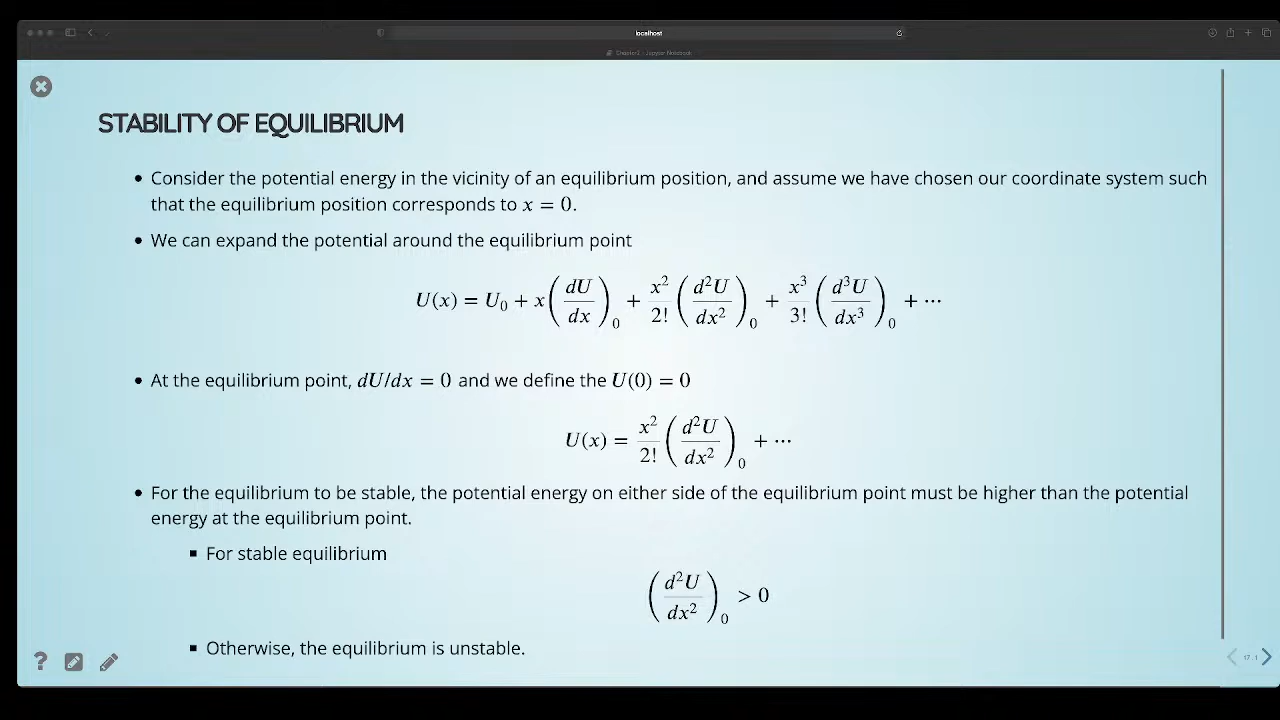 localhost
Chapter2 - Jupyter Notebook
STABILITY OF EQUILIBRIUM
• Consider the potential energy in the vicinity of an equilibrium position, and assume we have chosen our coordinate system such
that the equilibrium position corresponds to x = 0.
• We can expand the potential around the equilibrium point
U(x) = U₀ + x(dU/dx)₀ + x²/2!(d²U/dx²)₀ + x³/3!(d³U/dx³)₀ + ⋯
• At the equilibrium point, dU/dx = 0 and we define the U(0) = 0
U(x) = x²/2!(d²U/dx²)₀ + ⋯
• For the equilibrium to be stable, the potential energy on either side of the equilibrium point must be higher than the potential
energy at the equilibrium point.
▪ For stable equilibrium
(d²U/dx²)₀ > 0
▪ Otherwise, the equilibrium is unstable.
?
17.1